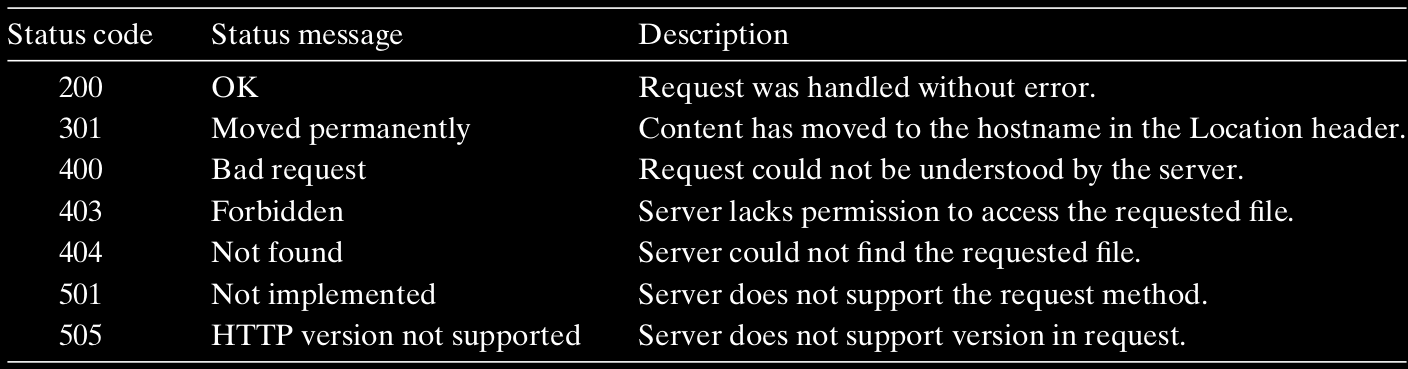 Status code Status message Description
200 OK Request was handled without error.
301 Moved permanently Content has moved to the hostname in the Location header.
400 Bad request Request could not be understood by the server.
403 Forbidden Server lacks permission to access the requested file.
404 Not found Server could not find the requested file.
501 Not implemented Server does not support the request method.
505 HTTP version not supported Server does not support version in request.